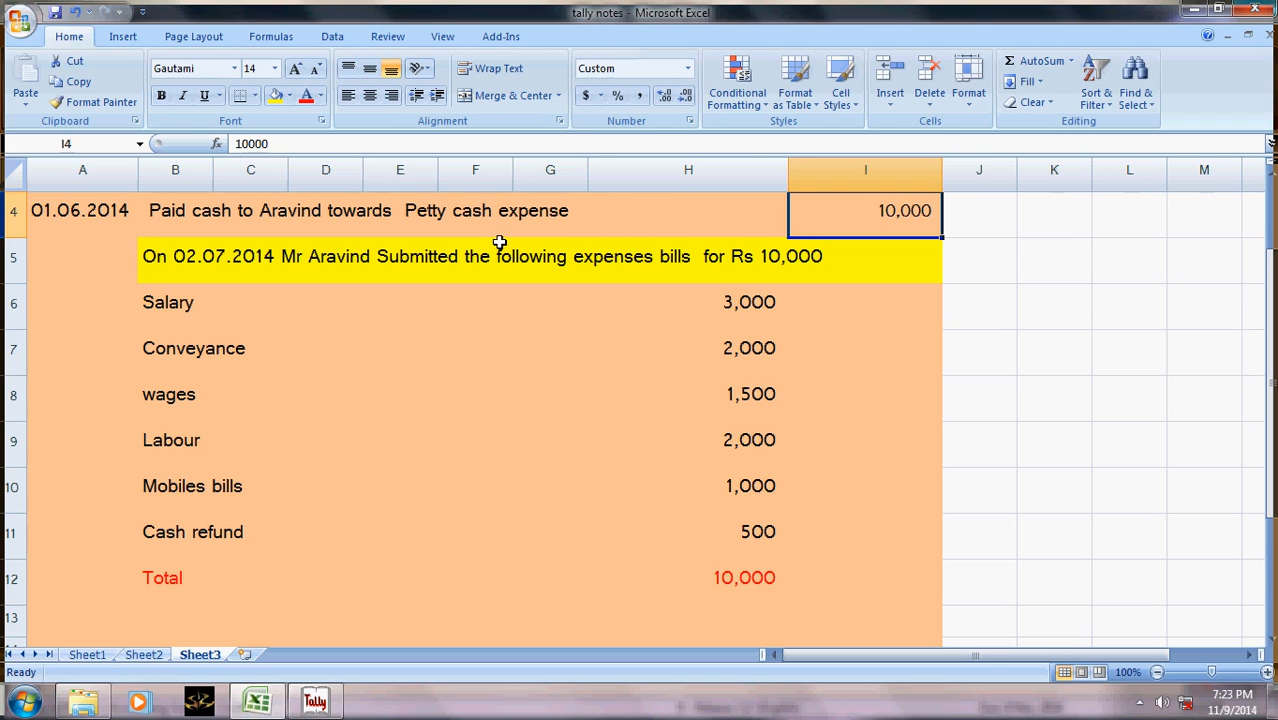 tally notes - Microsoft Excel
Home Insert Page Layout Formulas Data Review View Add-Ins
Paste Cut Copy Format Painter Clipboard
Gautami 14 Font
Wrap Text Merge & Center Alignment
Custom Number
Conditional Formatting Format as Table Cell Styles Styles
Insert Delete Format Cells
AutoSum Fill Clear Sort & Filter Find & Select Editing
I4 fx 10000
A B C D E F G H I J K L M
4 01.06.2014 Paid cash to Aravind towards Petty cash expense 10,000
5 On 02.07.2014 Mr Aravind Submitted the following expenses bills for Rs 10,000
6 Salary 3,000
7 Conveyance 2,000
8 wages 1,500
9 Labour 2,000
10 Mobiles bills 1,000
11 Cash refund 500
12 Total 10,000
13
Sheet1 Sheet2 Sheet3
Ready 100%
Tally 7:23 PM
11/9/2014